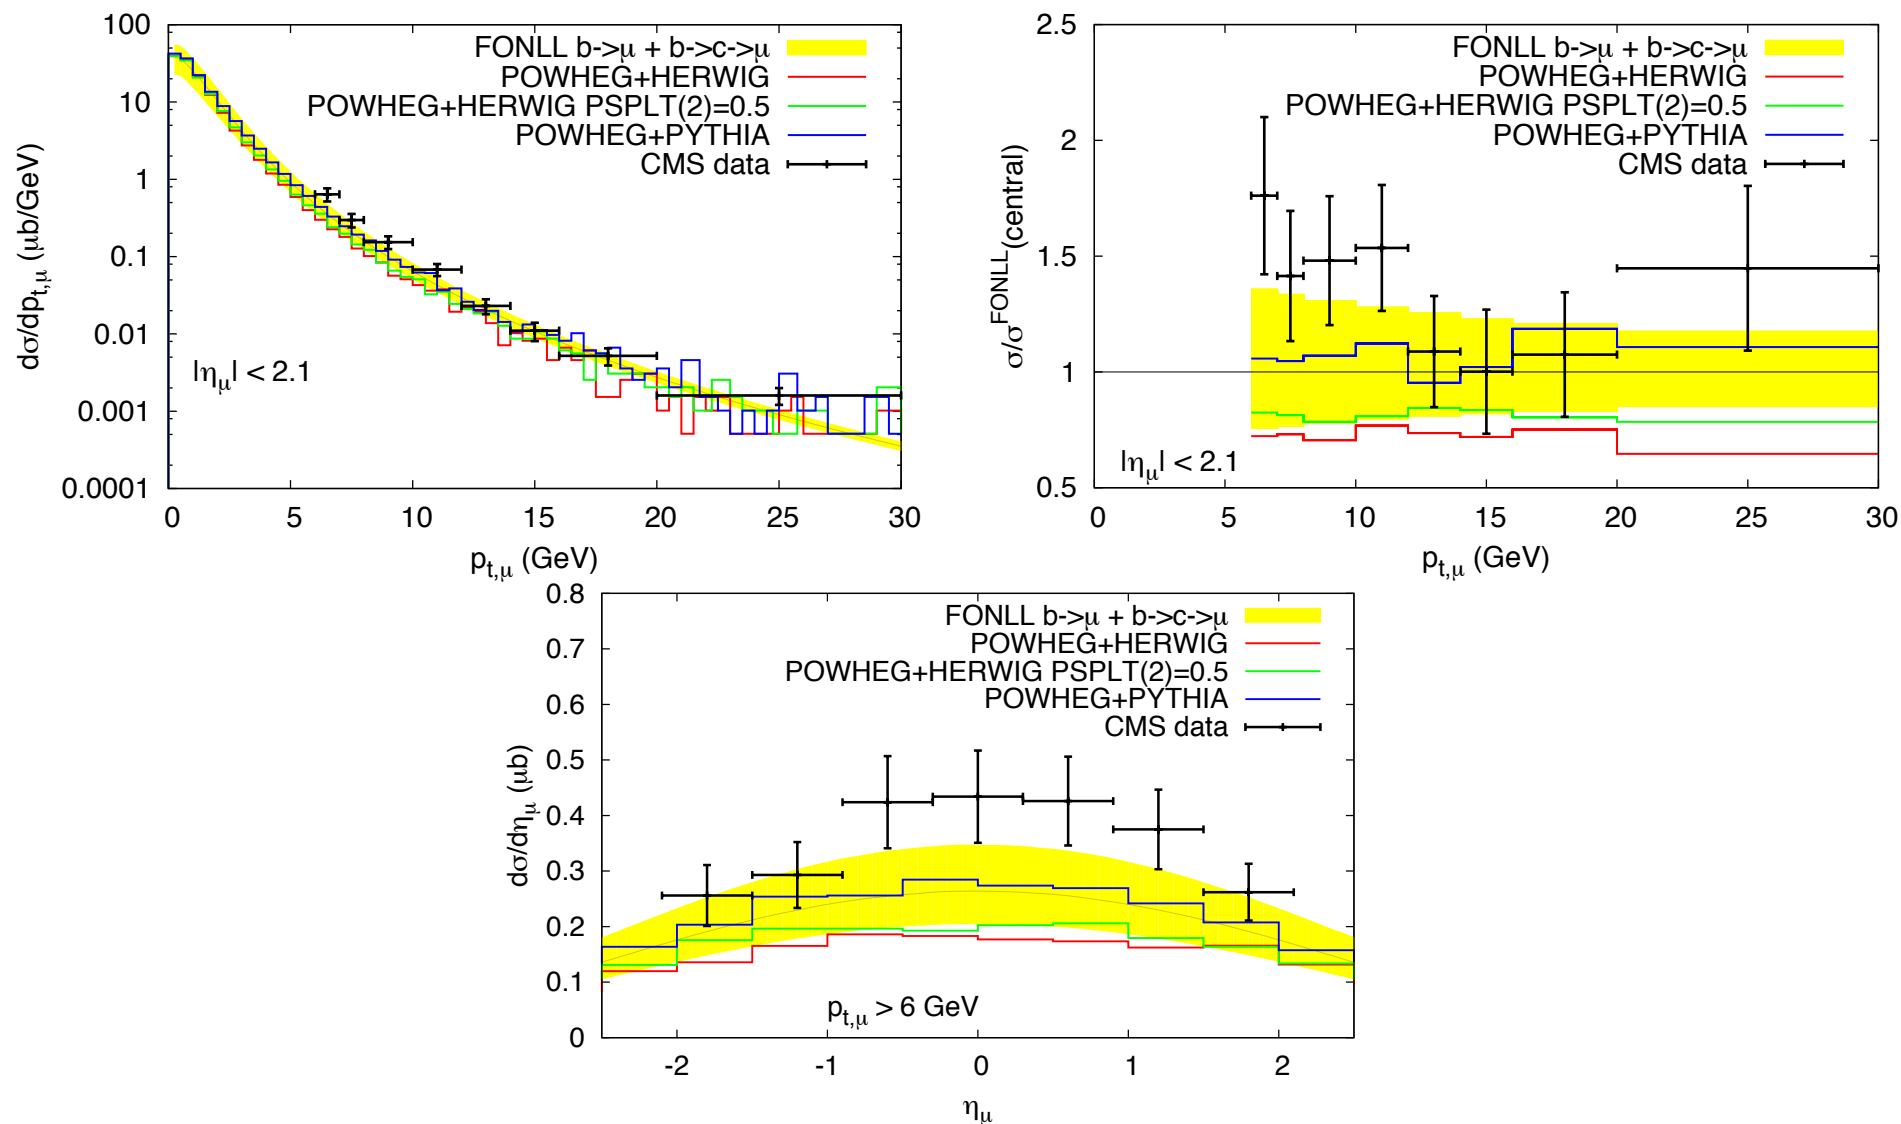 100
10
1
0.1
0.01
0.001
0.0001
dσ/dp_t,μ (μb/GeV)
FONLL b->μ + b->c->μ
POWHEG+HERWIG
POWHEG+HERWIG PSPLT(2)=0.5
POWHEG+PYTHIA
CMS data
|η_μ| < 2.1
0 5 10 15 20 25 30
p_t,μ (GeV)
2.5
2
1.5
1
0.5
σ/σ^FONLL(central)
FONLL b->μ + b->c->μ
POWHEG+HERWIG
POWHEG+HERWIG PSPLT(2)=0.5
POWHEG+PYTHIA
CMS data
|η_μ| < 2.1
0 5 10 15 20 25 30
p_t,μ (GeV)
0.8
0.7
0.6
0.5
0.4
0.3
0.2
0.1
0
dσ/dη_μ (μb)
FONLL b->μ + b->c->μ
POWHEG+HERWIG
POWHEG+HERWIG PSPLT(2)=0.5
POWHEG+PYTHIA
CMS data
p_t,μ > 6 GeV
-2 -1 0 1 2
η_μ